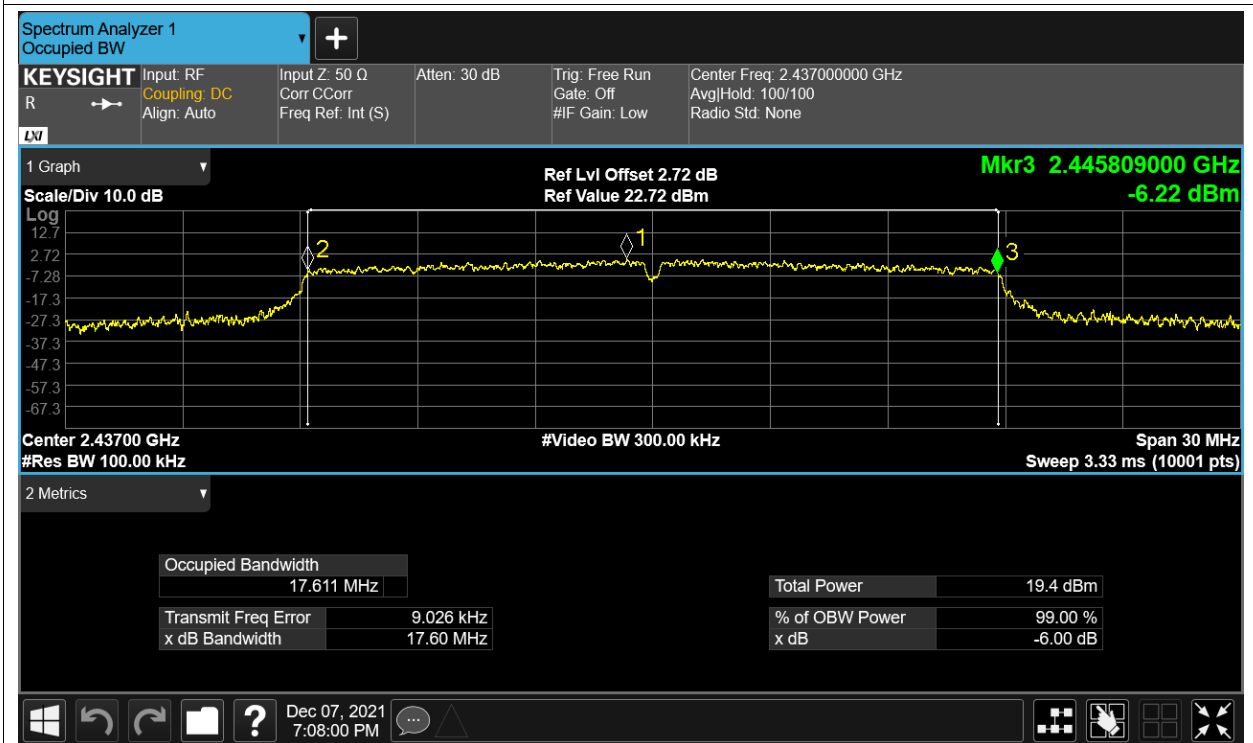 Spectrum Analyzer 1
Occupied BW
+
KEYSIGHT Input: RF Input Z: 50 Ω Atten: 30 dB Trig: Free Run Center Freq: 2.437000000 GHz
R Coupling: DC Corr CCorr Gate: Off Avg|Hold: 100/100
Align: Auto Freq Ref: Int (S) #IF Gain: Low Radio Std: None
LXI
1 Graph Ref Lvl Offset 2.72 dB Mkr3 2.445809000 GHz
Scale/Div 10.0 dB Ref Value 22.72 dBm -6.22 dBm
Log
12.7
2.72
-7.28
-17.3
-27.3
-37.3
-47.3
-57.3
-67.3
2
1
3
Center 2.43700 GHz #Video BW 300.00 kHz Span 30 MHz
#Res BW 100.00 kHz Sweep 3.33 ms (10001 pts)
2 Metrics
Occupied Bandwidth
17.611 MHz Total Power 19.4 dBm
Transmit Freq Error 9.026 kHz % of OBW Power 99.00 %
x dB Bandwidth 17.60 MHz x dB -6.00 dB
? Dec 07, 2021
7:08:00 PM